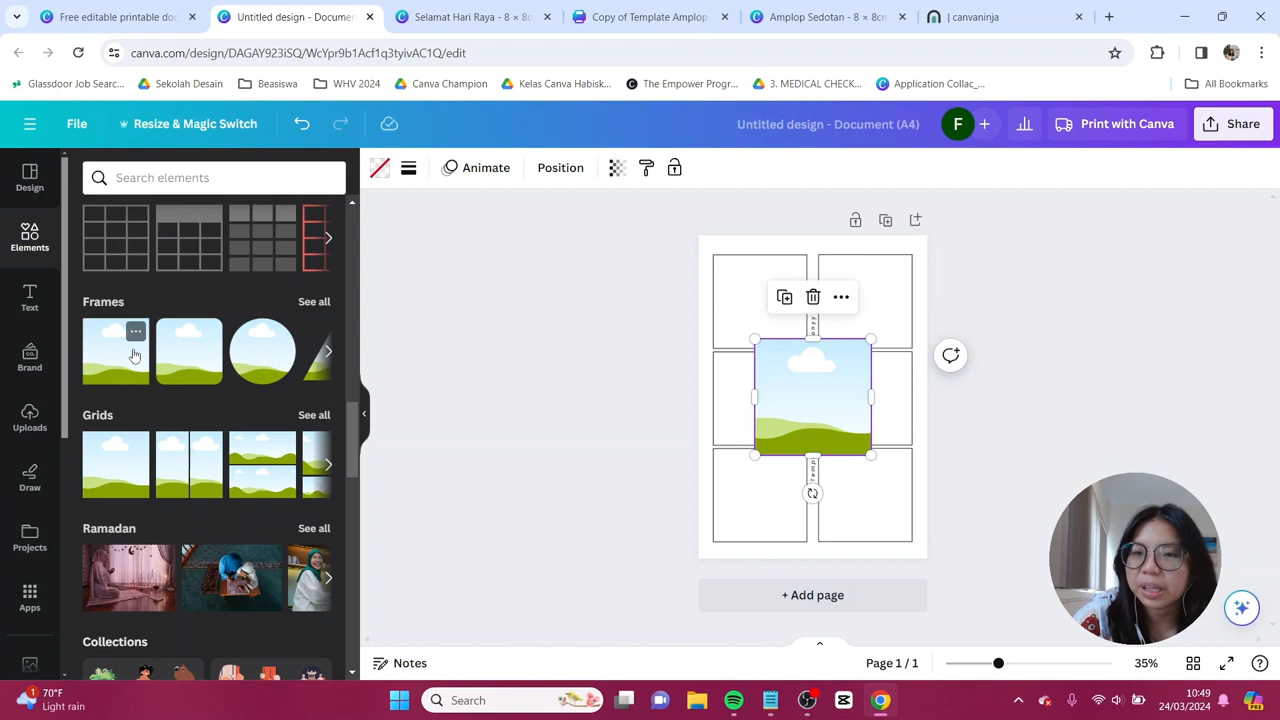 Free editable printable doc
Untitled design - Documen
Selamat Hari Raya - 8 × 8c
Copy of Template Amplop
Amplop Sedotan - 8 × 8cm
| canvaninja
canva.com/design/DAGAY923iSQ/WcYpr9b1Acf1q3tyivAC1Q/edit
Glassdoor Job Searc...
Sekolah Desain
Beasiswa
WHV 2024
Canva Champion
Kelas Canva Habisk...
The Empower Progr...
3. MEDICAL CHECK...
Application Collac_...
All Bookmarks
File
Resize & Magic Switch
Untitled design - Document (A4)
F
Print with Canva
Share
Design
Elements
Text
Brand
Uploads
Draw
Projects
Apps
Search elements
Frames
See all
Grids
See all
Ramadan
See all
Collections
See all
Animate
Position
Temp
+ Add page
Notes
Page 1 / 1
35%
1
70°F
Light rain
Search
10:49
24/03/2024